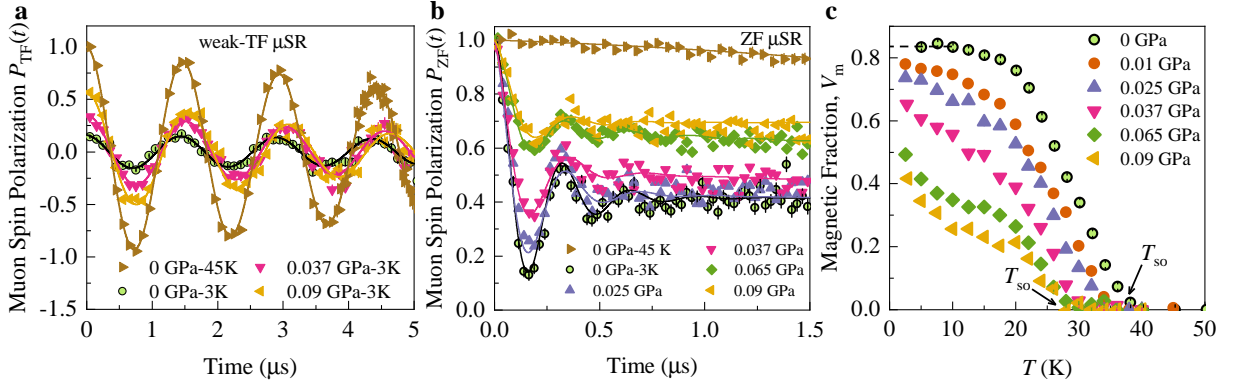 a
Muon Spin Polarization P_TF(t)
1.5
1.0
0.5
0.0
-0.5
-1.0
-1.5
weak-TF μSR
0 GPa-45K
0 GPa-3K
0.037 GPa-3K
0.09 GPa-3K
0 1 2 3 4 5
Time (μs)
b
Muon Spin Polarization P_ZF(t)
1.0
0.8
0.6
0.4
0.2
0.0
ZF μSR
0 GPa-45 K
0 GPa-3K
0.025 GPa
0.037 GPa
0.065 GPa
0.09 GPa
0.0 0.5 1.0 1.5
Time (μs)
c
Magnetic Fraction, V_m
0.8
0.6
0.4
0.2
0.0
0 GPa
0.01 GPa
0.025 GPa
0.037 GPa
0.065 GPa
0.09 GPa
T_so
T_so
0 10 20 30 40 50
T (K)